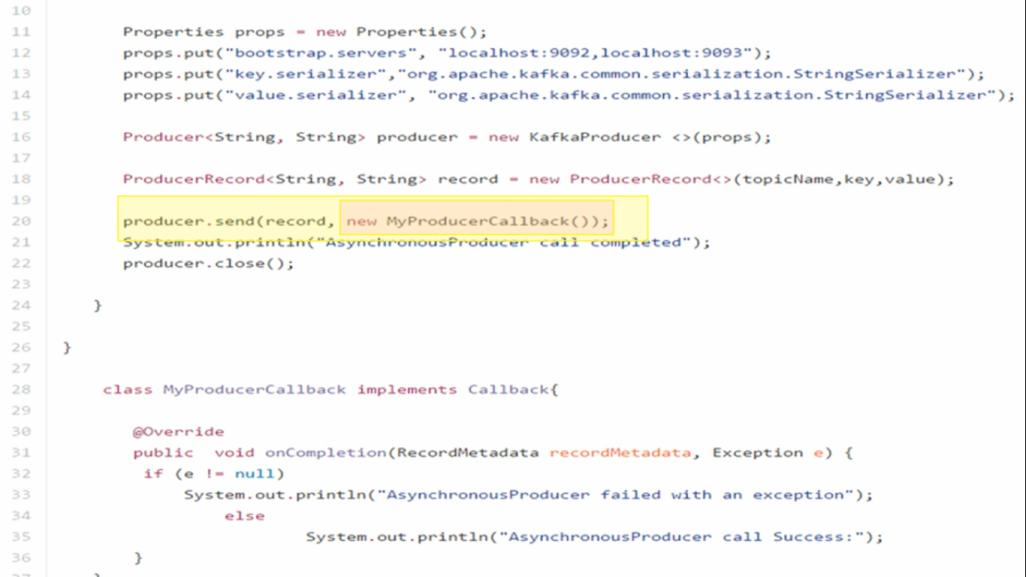 10
11 Properties props = new Properties();
12 props.put("bootstrap.servers", "localhost:9092,localhost:9093");
13 props.put("key.serializer","org.apache.kafka.common.serialization.StringSerializer");
14 props.put("value.serializer", "org.apache.kafka.common.serialization.StringSerializer");
15
16 Producer<String, String> producer = new KafkaProducer <>(props);
17
18 ProducerRecord<String, String> record = new ProducerRecord<>(topicName,key,value);
19
20 producer.send(record, new MyProducerCallback());
21 System.out.println("AsynchronousProducer call completed");
22 producer.close();
23
24 }
25
26 }
27
28 class MyProducerCallback implements Callback{
29
30 @Override
31 public  void onCompletion(RecordMetadata recordMetadata, Exception e) {
32 if (e != null)
33 System.out.println("AsynchronousProducer failed with an exception");
34 else
35 System.out.println("AsynchronousProducer call Success:");
36 }
37 }